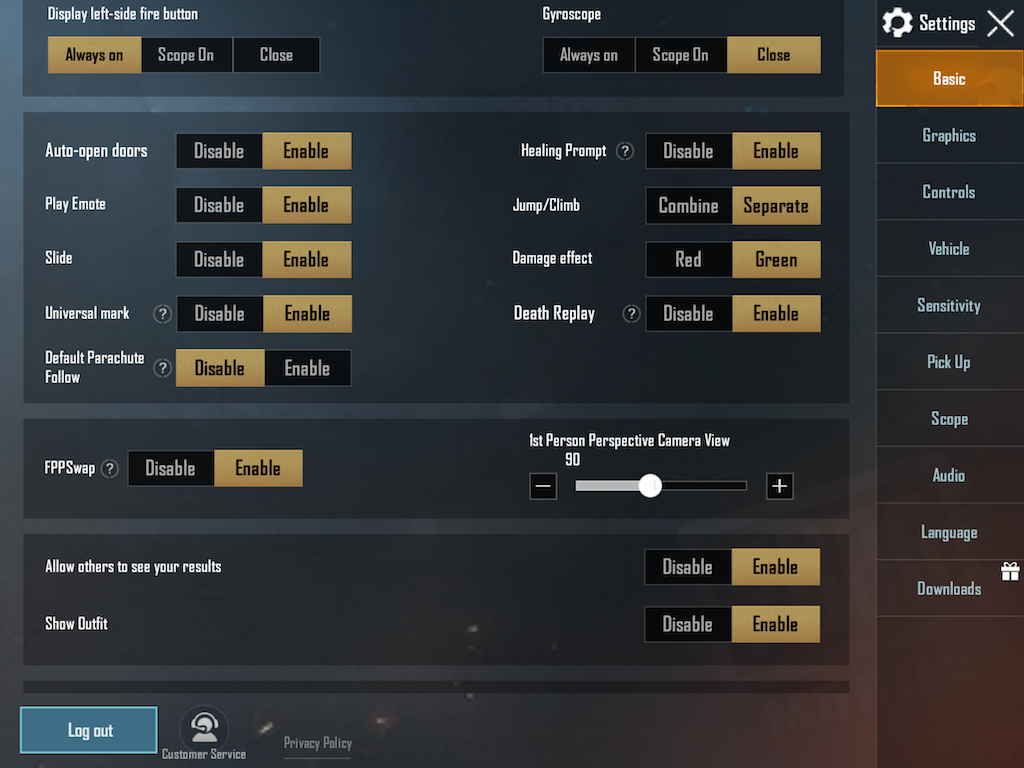 Display left-side fire button
Always on Scope On Close
Gyroscope
Always on Scope On Close
Auto-open doors Disable Enable
Healing Prompt ? Disable Enable
Play Emote Disable Enable
Jump/Climb Combine Separate
Slide Disable Enable
Damage effect Red Green
Universal mark ? Disable Enable
Death Replay ? Disable Enable
Default Parachute
Follow ? Disable Enable
FPPSwap ? Disable Enable
1st Person Perspective Camera View
90
Allow others to see your results Disable Enable
Show Outfit Disable Enable
Log out
Customer Service
Privacy Policy
Settings
Basic
Graphics
Controls
Vehicle
Sensitivity
Pick Up
Scope
Audio
Language
Downloads